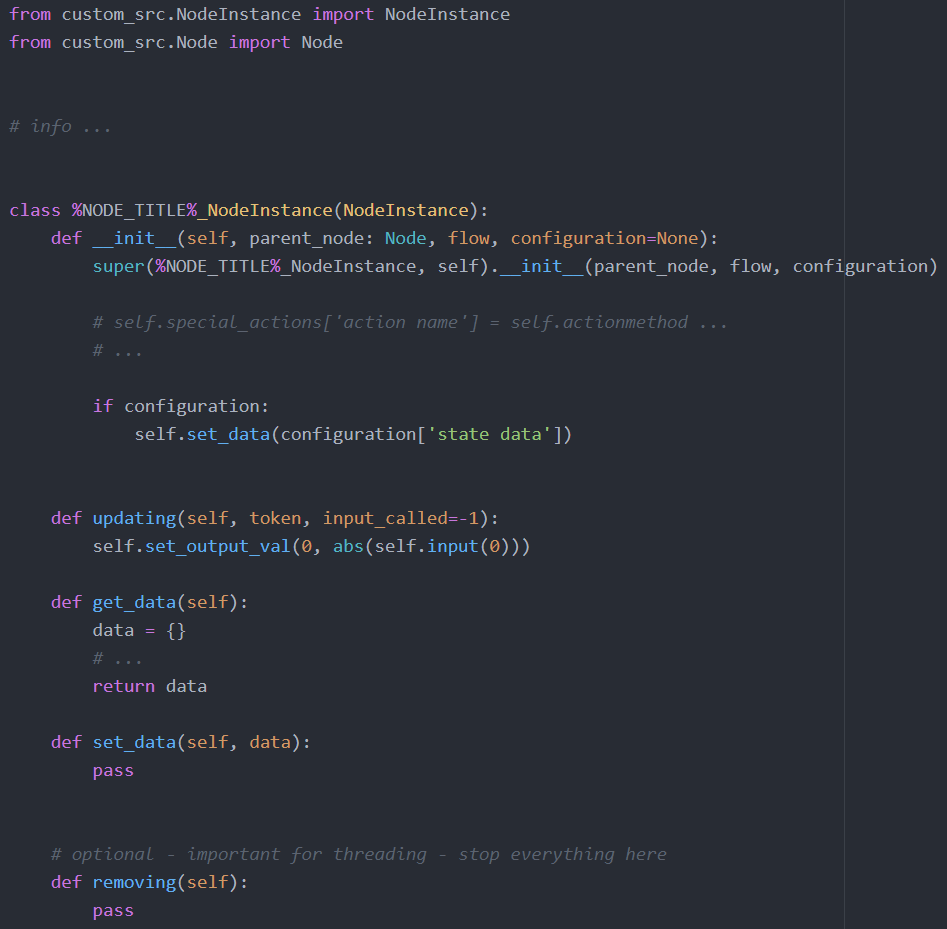 from custom_src.NodeInstance import NodeInstance
from custom_src.Node import Node
# info ...
class %NODE_TITLE%_NodeInstance(NodeInstance):
    def __init__(self, parent_node: Node, flow, configuration=None):
        super(%NODE_TITLE%_NodeInstance, self).__init__(parent_node, flow, configuration)
        # self.special_actions['action name'] = self.actionmethod ...
        # ...
        if configuration:
            self.set_data(configuration['state data'])
    def updating(self, token, input_called=-1):
        self.set_output_val(0, abs(self.input(0)))
    def get_data(self):
        data = {}
        # ...
        return data
    def set_data(self, data):
        pass
    # optional - important for threading - stop everything here
    def removing(self):
        pass